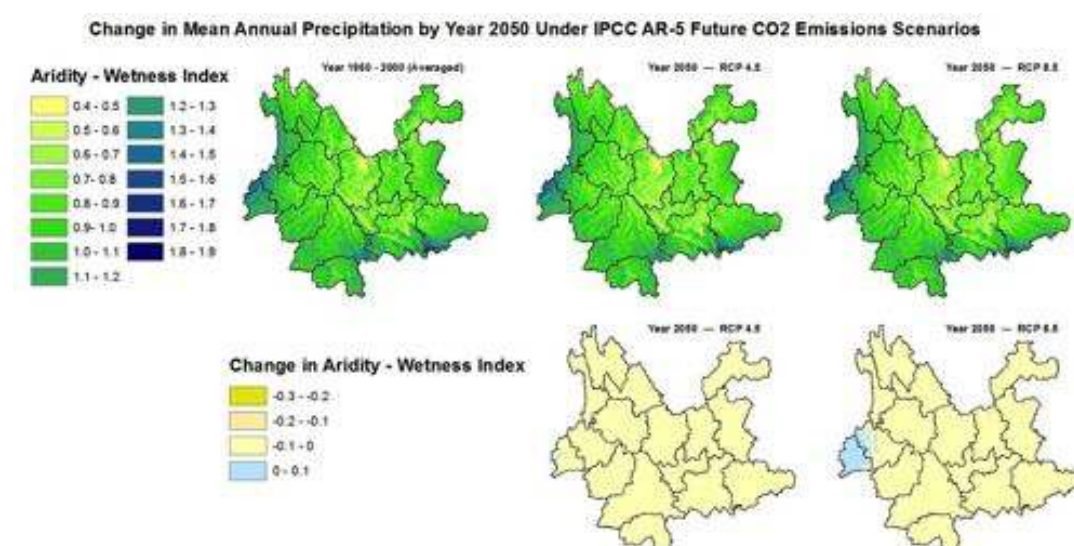 Change in Mean Annual Precipitation by Year 2050 Under IPCC AR-5 Future CO2 Emissions Scenarios
Aridity - Wetness Index
0.4 - 0.5
0.5 - 0.6
0.6 - 0.7
0.7- 0.8
0.8 - 0.9
0.9- 1.0
1.0 - 1.1
1.1 - 1.2
1.2 - 1.3
1.3 - 1.4
1.4 - 1.5
1.5 - 1.6
1.6 - 1.7
1.7 - 1.8
1.8 - 1.9
Year 1960 - 2000 (Averaged)
Year 2050 — RCP 4.5
Year 2050 — RCP 8.5
Change in Aridity - Wetness Index
-0.3 - -0.2
-0.2 - -0.1
-0.1 - 0
0 - 0.1
Year 2050 — RCP 4.5
Year 2050 — RCP 8.5